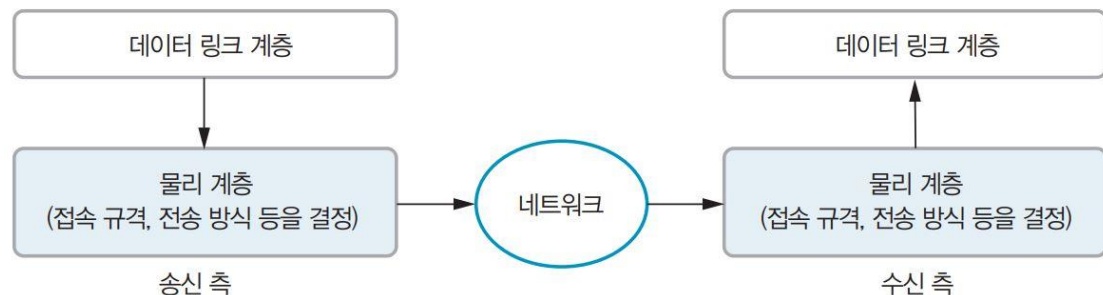 데이터 링크 계층
데이터 링크 계층
물리 계층
(접속 규격, 전송 방식 등을 결정)
네트워크
물리 계층
(접속 규격, 전송 방식 등을 결정)
송신 측
수신 측